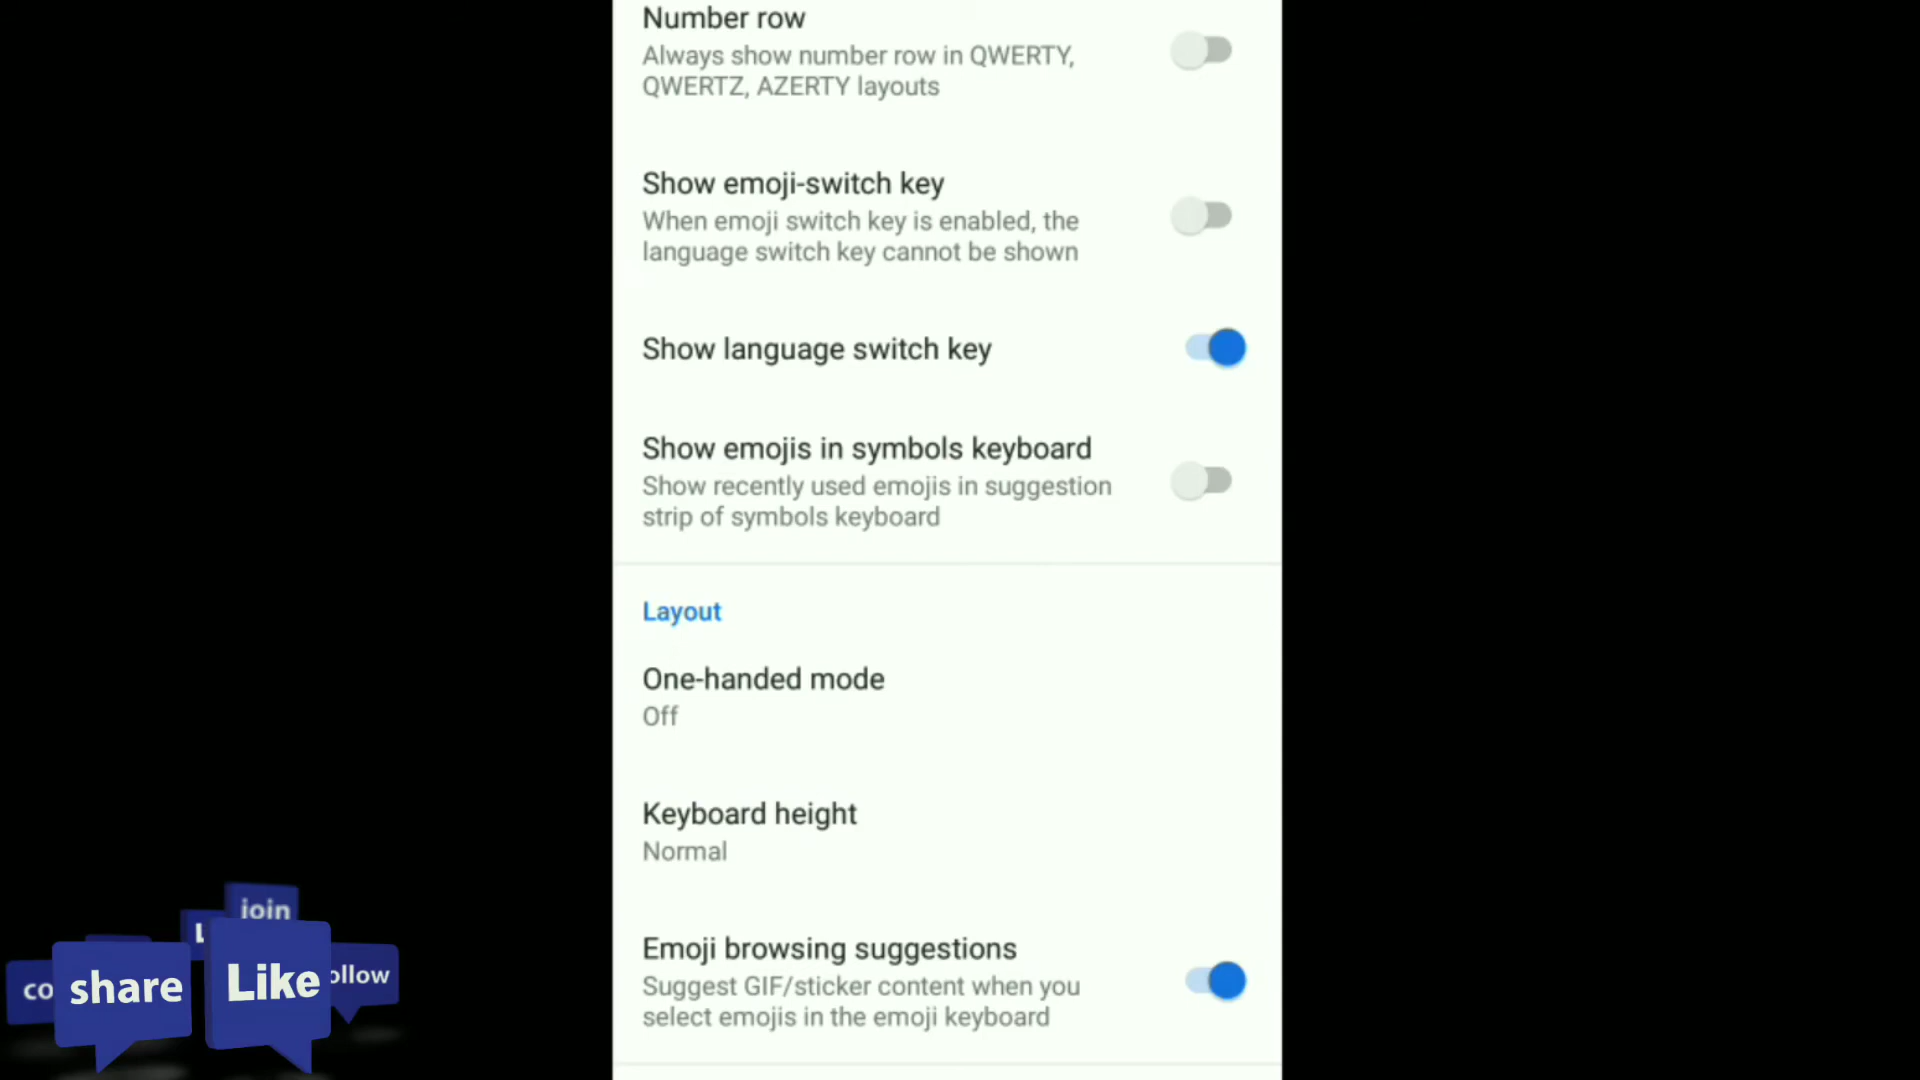 Number row
Always show number row in QWERTY,
QWERTZ, AZERTY layouts
Show emoji-switch key
When emoji switch key is enabled, the
language switch key cannot be shown
Show language switch key
Show emojis in symbols keyboard
Show recently used emojis in suggestion
strip of symbols keyboard
Layout
One-handed mode
Off
Keyboard height
Normal
Emoji browsing suggestions
Suggest GIF/sticker content when you
select emojis in the emoji keyboard
join
share
Like